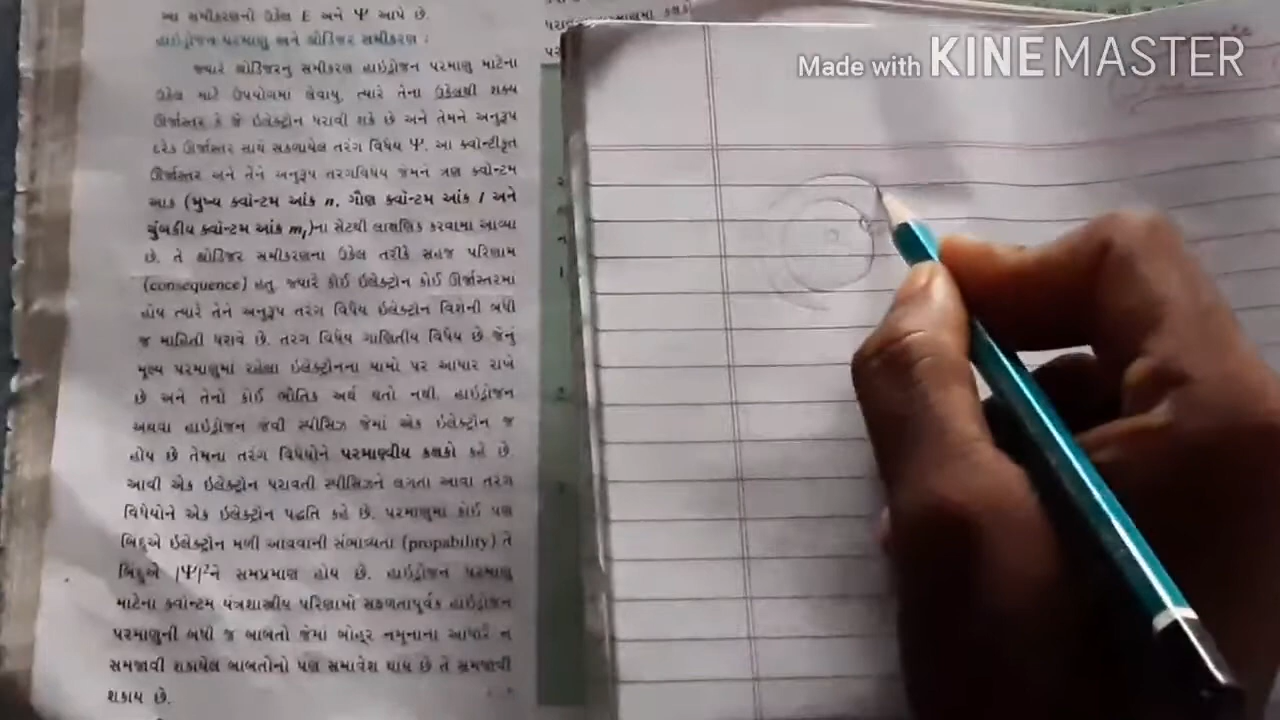 આ સમીકરણનો ઉકેલ E અને Ψ આપે છે.
હાઇડ્રોજન પરમાણુ અને શ્રોડિંજર સમીકરણ :
જ્યારે શ્રોડિંજરનુ સમીકરણ હાઇડ્રોજન પરમાણુ માટેના
ઉકેલ માટે ઉપયોગમાં લેવાયુ, ત્યારે તેના ઉકેલથી શક્ય
ઊર્જાસ્તર કે જે ઇલેક્ટ્રોન ધરાવી શકે છે અને તેમને અનુરૂપ
દરેક ઊર્જાસ્તર સાથે સંકળાયેલ તરંગ વિધેય Ψ. આ ક્વોન્ટીકૃત
ઊર્જાસ્તર અને તેને અનુરૂપ તરંગવિધેય જેમને ત્રણ ક્વોન્ટમ
આંક (મુખ્ય ક્વૉન્ટમ આંક n, ગૌણ ક્વૉન્ટમ આંક l અને
ચુંબકીય ક્વૉન્ટમ આંક mₗ)ના સેટથી લાક્ષણિક કરવામા આવ્યા
છે. તે શ્રોડિંજર સમીકરણના ઉકેલ તરીકે સહજ પરિણામ
(consequence) હતુ. જ્યારે કોઈ ઇલેક્ટ્રોન કોઈ ઊર્જાસ્તરમા
હોય ત્યારે તેને અનુરૂપ તરંગ વિધેય ઇલેક્ટ્રોન વિશેની બધી
જ માહિતી ધરાવે છે. તરંગ વિધેય ગાણિતીય વિધેય છે જેનું
મૂલ્ય પરમાણુમાં રહેલા ઇલેક્ટ્રોનના યામો પર આધાર રાખે
છે અને તેનો કોઈ ભૌતિક અર્થ થતો નથી. હાઇડ્રોજન
અથવા હાઇડ્રોજન જેવી સ્પીસિઝ જેમાં એક ઇલેક્ટ્રોન જ
હોય છે તેમના તરંગ વિધેયોને પરમાણ્વીય કક્ષકો કહે છે.
આવી એક ઇલેક્ટ્રોન ધરાવતી સ્પીસિઝને લગતા આવા તરંગ
વિધેયોને એક ઇલેક્ટ્રોન પદ્ધતિ કહે છે. પરમાણુમા કોઈ પણ
બિંદુએ ઇલેક્ટ્રોન મળી આવવાની સંભાવ્યતા (propability) તે
બિંદુએ |Ψ|²ને સમપ્રમાણ હોય છે. હાઇડ્રોજન પરમાણુ
માટેના ક્વોન્ટમ યંત્રશાસ્ત્રીય પરિણામો સફળતાપૂર્વક હાઇડ્રોજન
પરમાણુની બધી જ બાબતો જેમાં બોહ્ર નમૂનાના આધારે ન
સમજાવી શકાયેલ બાબતોનો પણ સમાવેશ થાય છે તે સમજાવી
શકાય છે.
Made with KINEMASTER